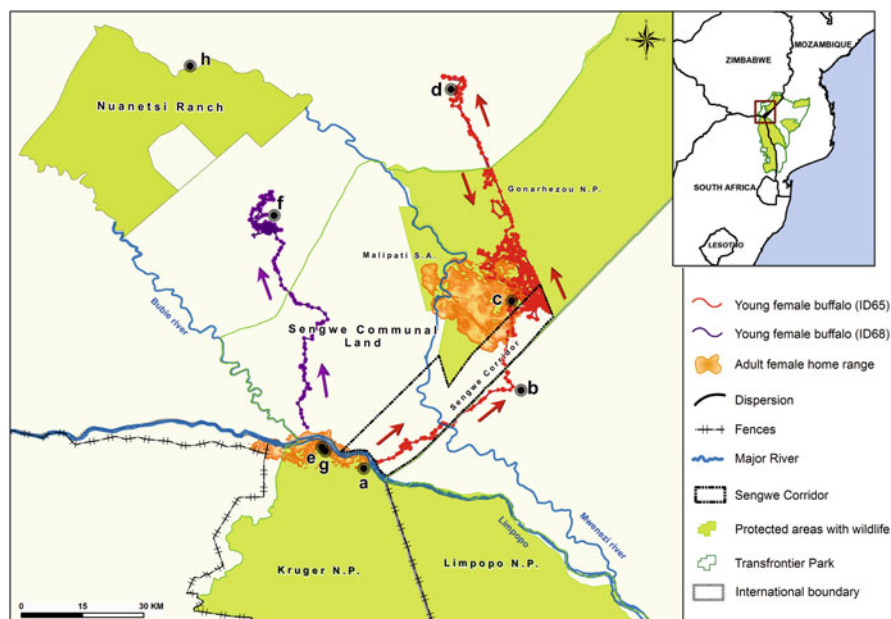 h
Nuanetsi Ranch
d
Gonarhezou N.P.
f
Malipati S.A.
c
Bubie river
Sengwe Communal
Land
Sengwe Corridor
b
e
g
a
Limpopo
Mwenezi river
Kruger N.P.
Limpopo N.P.
0 15 30 KM
ZIMBABWE
MOZAMBIQUE
SOUTH AFRICA
LESOTHO
Young female buffalo (ID65)
Young female buffalo (ID68)
Adult female home range
Dispersion
Fences
Major River
Sengwe Corridor
Protected areas with wildlife
Transfrontier Park
International boundary